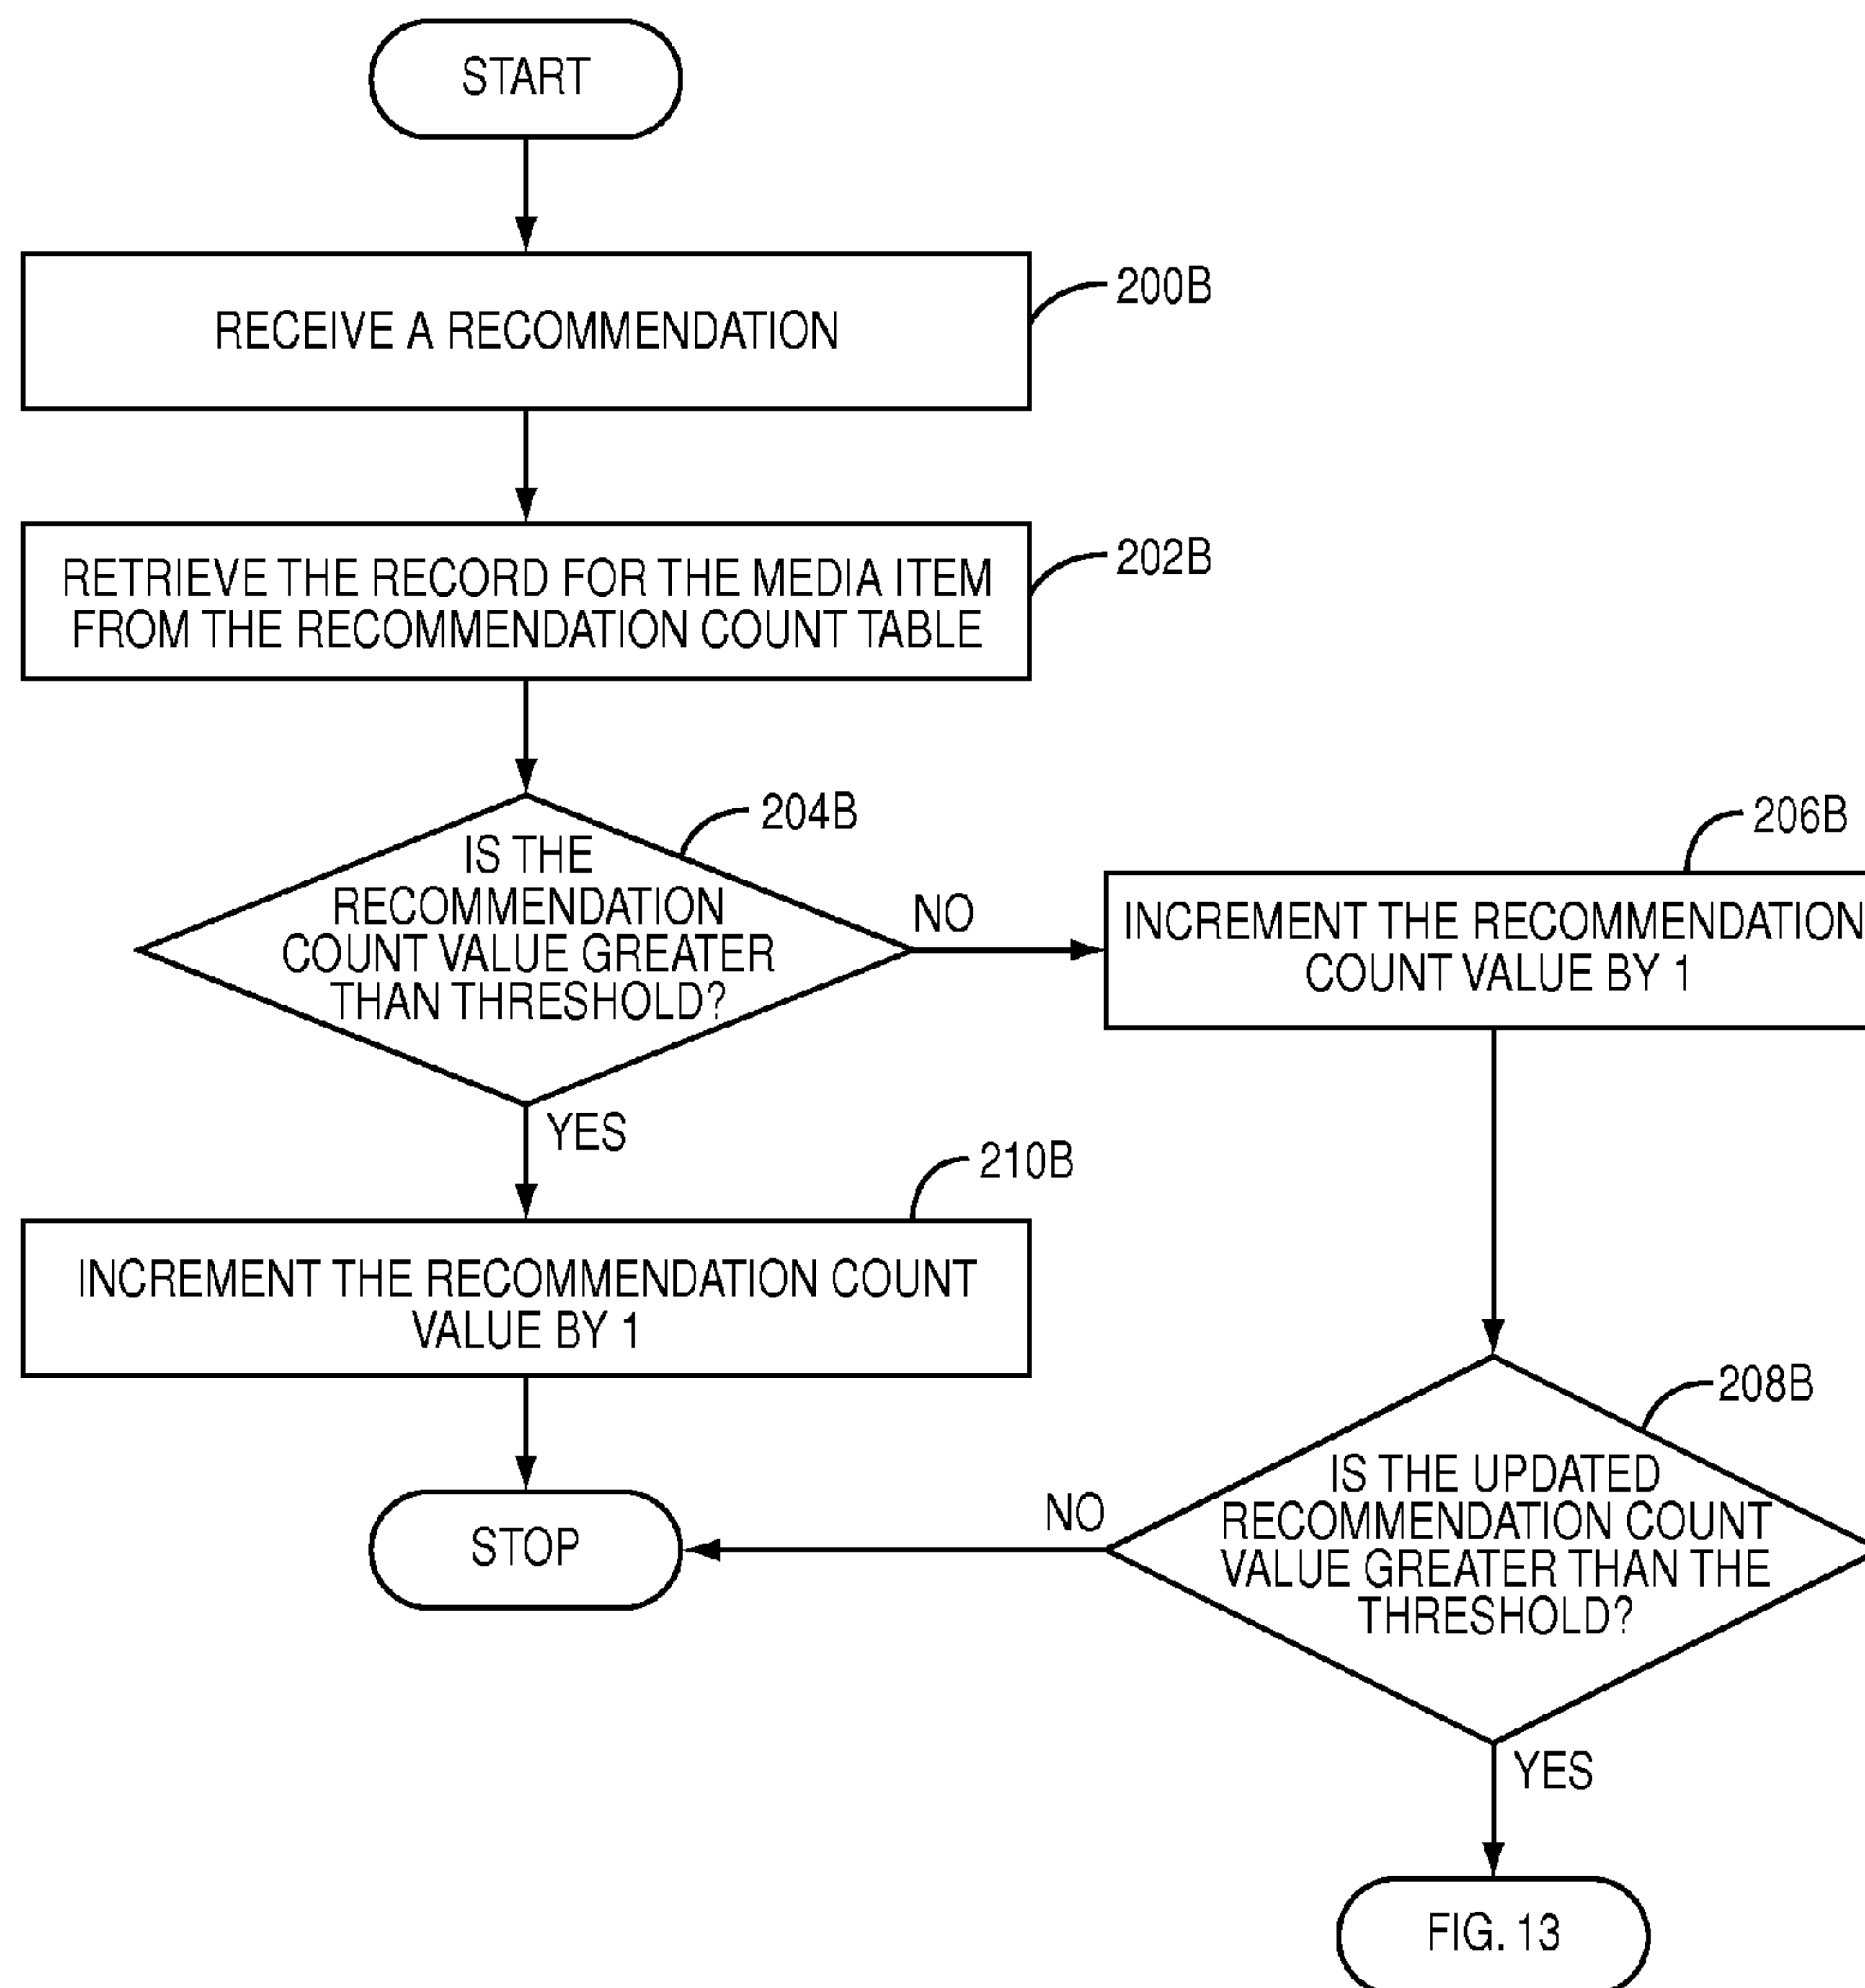 START
RECEIVE A RECOMMENDATION
200B
RETRIEVE THE RECORD FOR THE MEDIA ITEM
FROM THE RECOMMENDATION COUNT TABLE
202B
IS THE
RECOMMENDATION
COUNT VALUE GREATER
THAN THRESHOLD?
204B
NO
INCREMENT THE RECOMMENDATION
COUNT VALUE BY 1
206B
YES
INCREMENT THE RECOMMENDATION COUNT
VALUE BY 1
210B
STOP
NO
IS THE UPDATED
RECOMMENDATION COUNT
VALUE GREATER THAN THE
THRESHOLD?
208B
YES
FIG. 13